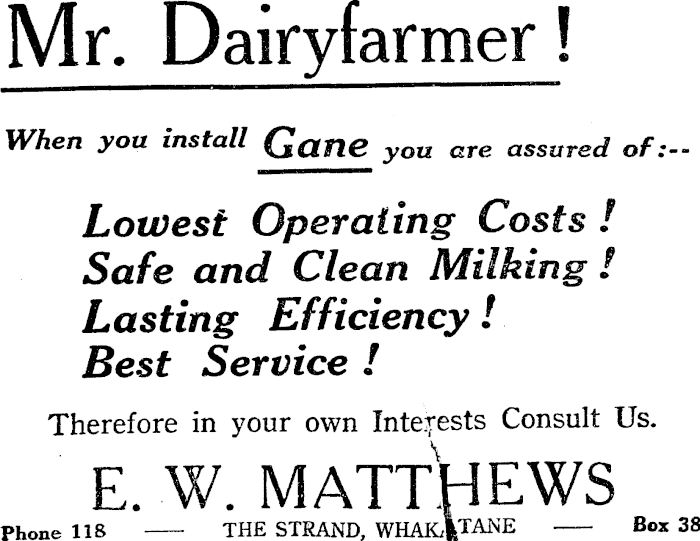 Mr. Dairyfarmer !
When you install Gane you are assured of:--
Lowest Operating Costs !
Safe and Clean Milking !
Lasting Efficiency !
Best Service !
Therefore in your own Interests Consult Us.
E. W. MATTHEWS
Phone 118 — THE STRAND, WHAKATANE — Box 38